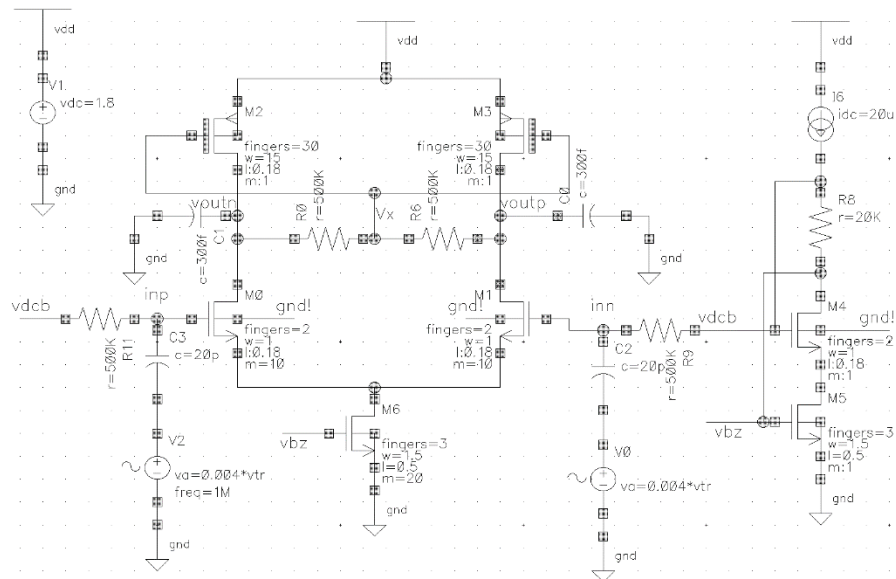 vdd
V1
vdc=1.8
gnd
vdd
M2
fingers=30
w=15
l:0.18
m:1
M3
fingers=30
w=15
l:0.18
m:1
voutn
C1
c=300f
gnd
R0
r=500K
Vx
R6
r=500K
voutp
C0
c=300f
gnd
vdcb
r=500K
R11
inp
C3
c=20p
M0
gnd!
fingers=2
w=1
l:0.18
m=10
M1
gnd!
fingers=2
w=1
l:0.18
m=10
inn
C2
c=20p
r=500K
R9
vdcb
V2
va=0.004*vtr
freq=1M
gnd
vbz
M6
fingers=3
w=1.5
l=0.5
m=20
gnd
V0
va=0.004*vtr
gnd
vdd
I6
idc=20u
R8
r=20K
M4
gnd!
fingers=2
w=1
l:0.18
m:1
vbz
M5
fingers=3
w=1.5
l=0.5
m:1
gnd